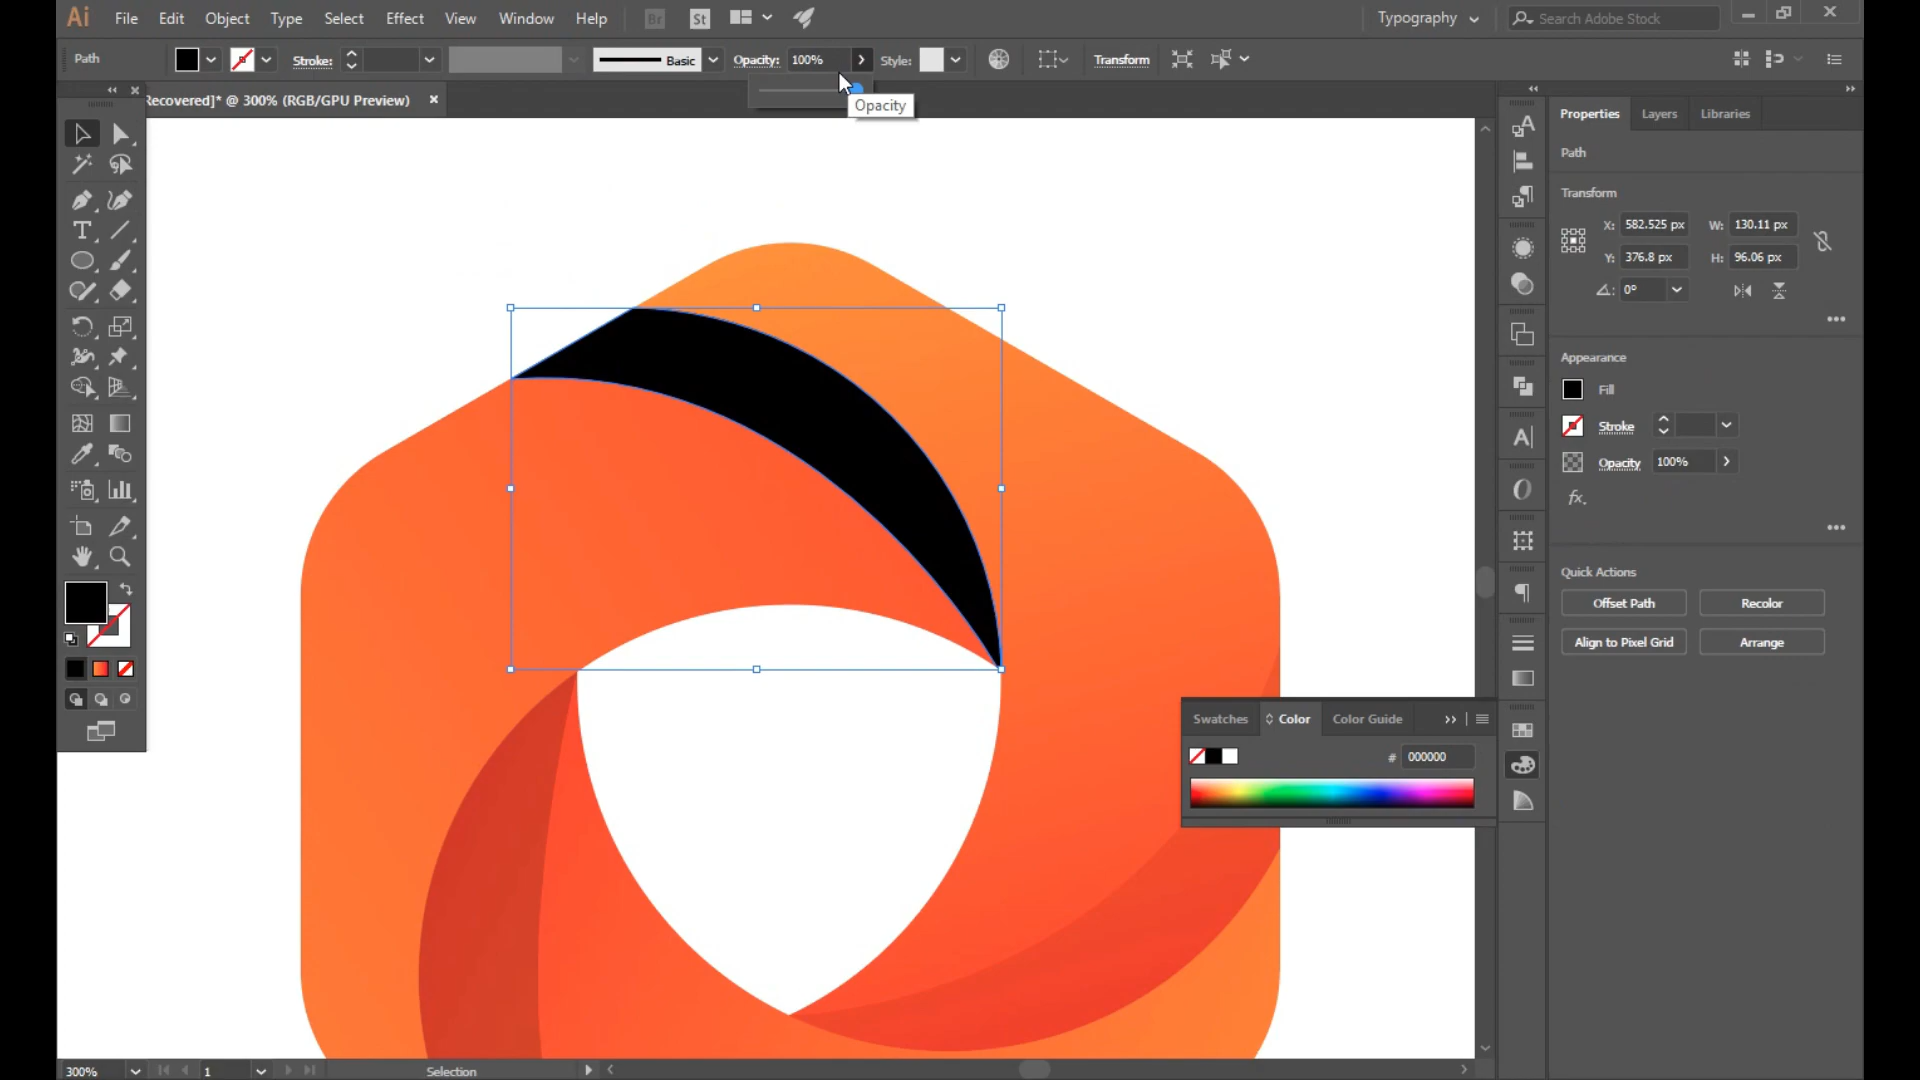 Ai File Edit Object Type Select Effect View Window Help Br St Typography Search Adobe Stock
Path Stroke: Basic Opacity: 100% Style: Transform
Recovered]* @ 300% (RGB/GPU Preview) ×
Opacity
Properties Layers Libraries
Path
Transform
X: 582.525 px W: 130.11 px
Y: 376.8 px H: 96.06 px
0°
Appearance
Fill
Stroke
Opacity 100%
fx.
Quick Actions
Offset Path Recolor
Align to Pixel Grid Arrange
Swatches Color Color Guide
# 000000
300% 1 Selection